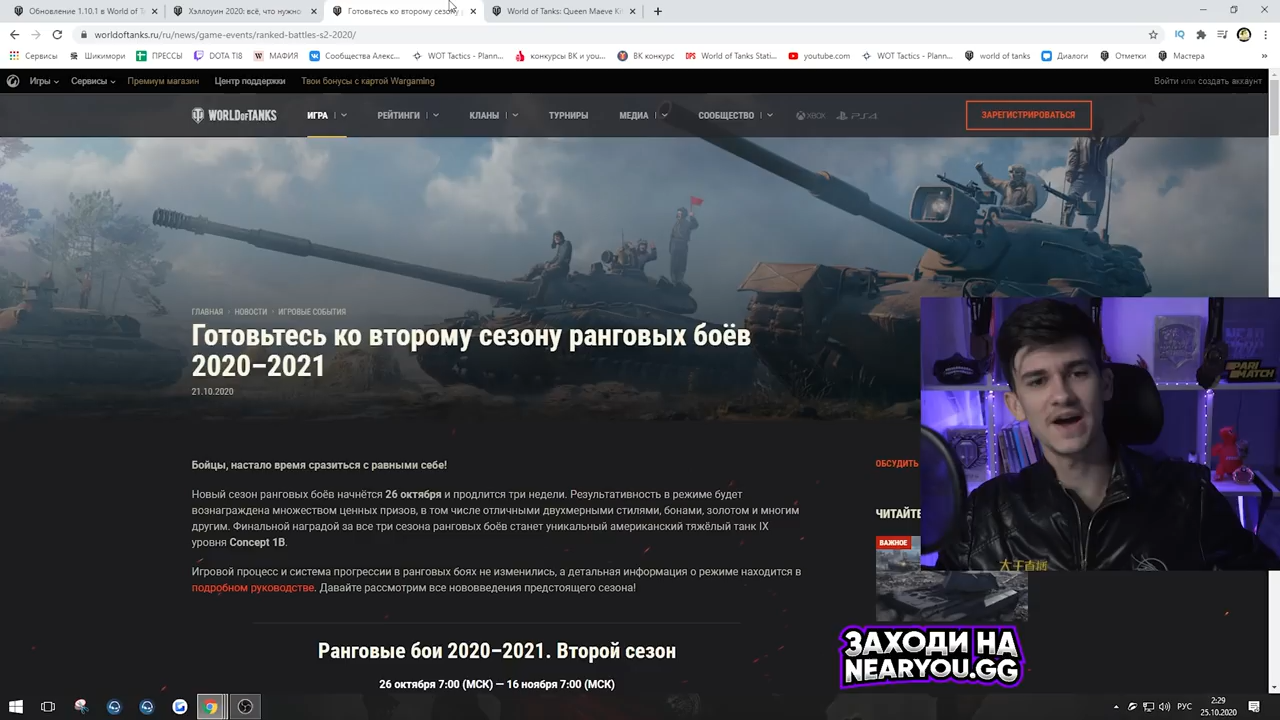 Обновление 1.10.1 в World of T
Хэллоуин 2020: всё, что нужно
Готовьтесь ко второму сезону
World of Tanks: Queen Maeve Ki
worldoftanks.ru/ru/news/game-events/ranked-battles-s2-2020/
Сервисы
Шикимори
ПРЕССЫ
DOTA TI8
МАФИЯ
Сообщества Алекс...
WOT Tactics - Plann...
конкурсы ВК и you...
ВК конкурс
World of Tanks Stati...
youtube.com
WOT Tactics - Plann...
world of tanks
Диалоги
Отметки
Мастера
Игры
Сервисы
Премиум магазин
Центр поддержки
Твои бонусы с картой Wargaming
Войти или создать аккаунт
WORLD OF TANKS
ИГРА
РЕЙТИНГИ
КЛАНЫ
ТУРНИРЫ
МЕДИА
СООБЩЕСТВО
XBOX
PS4
ЗАРЕГИСТРИРОВАТЬСЯ
ГЛАВНАЯ
НОВОСТИ
ИГРОВЫЕ СОБЫТИЯ
Готовьтесь ко второму сезону ранговых боёв
2020–2021
21.10.2020
Бойцы, настало время сразиться с равными себе!
Новый сезон ранговых боёв начнётся 26 октября и продлится три недели. Результативность в режиме будет
вознаграждена множеством ценных призов, в том числе отличными двухмерными стилями, бонами, золотом и многим
другим. Финальной наградой за все три сезона ранговых боёв станет уникальный американский тяжёлый танк IX
уровня Concept 1B.
Игровой процесс и система прогрессии в ранговых боях не изменились, а детальная информация о режиме находится в
подробном руководстве. Давайте рассмотрим все нововведения предстоящего сезона!
Ранговые бои 2020–2021. Второй сезон
26 октября 7:00 (МСК) — 16 ноября 7:00 (МСК)
ОБСУДИТЬ
ЧИТАЙТЕ
ВАЖНОЕ
PARI
MATCH
大王直播
ЗАХОДИ НА
NEARYOU.GG
РУС
2:29
25.10.2020